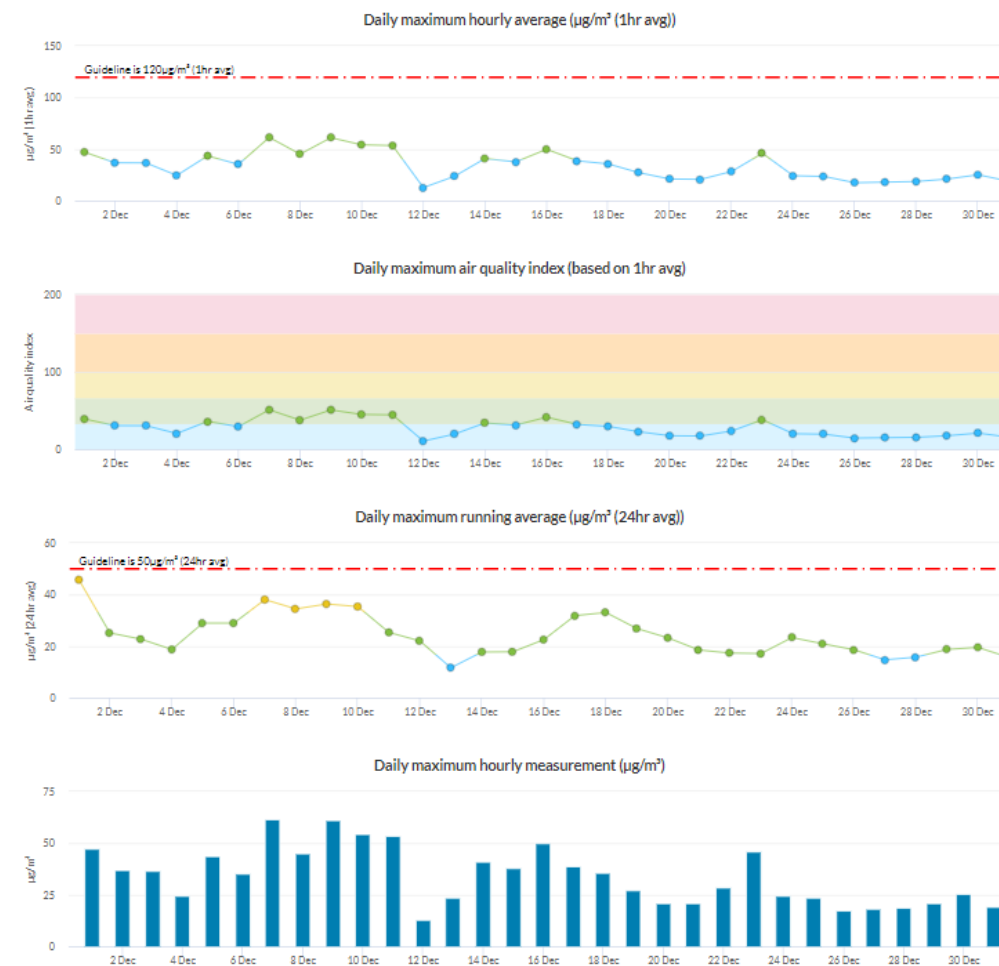 Daily maximum hourly average (µg/m³ (1hr avg))
150
Guideline is 120µg/m³ (1hr avg)
100
50
0
µg/m³ (1hr avg)
2 Dec 4 Dec 6 Dec 8 Dec 10 Dec 12 Dec 14 Dec 16 Dec 18 Dec 20 Dec 22 Dec 24 Dec 26 Dec 28 Dec 30 Dec
Daily maximum air quality index (based on 1hr avg)
200
100
0
Air quality index
2 Dec 4 Dec 6 Dec 8 Dec 10 Dec 12 Dec 14 Dec 16 Dec 18 Dec 20 Dec 22 Dec 24 Dec 26 Dec 28 Dec 30 Dec
Daily maximum running average (µg/m³ (24hr avg))
60
Guideline is 50µg/m³ (24hr avg)
40
20
0
µg/m³ (24hr avg)
2 Dec 4 Dec 6 Dec 8 Dec 10 Dec 12 Dec 14 Dec 16 Dec 18 Dec 20 Dec 22 Dec 24 Dec 26 Dec 28 Dec 30 Dec
Daily maximum hourly measurement (µg/m³)
75
50
25
0
µg/m³
2 Dec 4 Dec 6 Dec 8 Dec 10 Dec 12 Dec 14 Dec 16 Dec 18 Dec 20 Dec 22 Dec 24 Dec 26 Dec 28 Dec 30 Dec